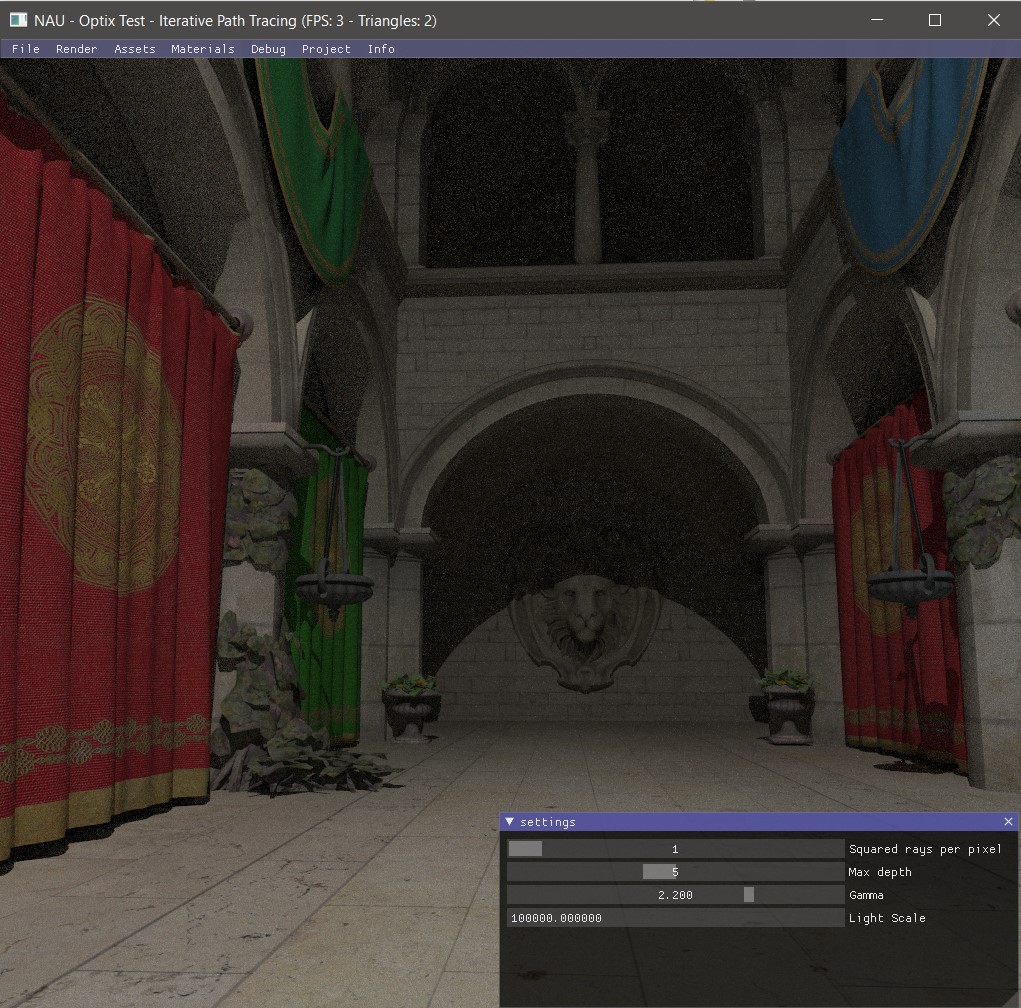 NAU - Optix Test - Iterative Path Tracing (FPS: 3 - Triangles: 2)
File Render Assets Materials Debug Project Info
settings
1 Squared rays per pixel
5 Max depth
2.200 Gamma
100000.000000 Light Scale